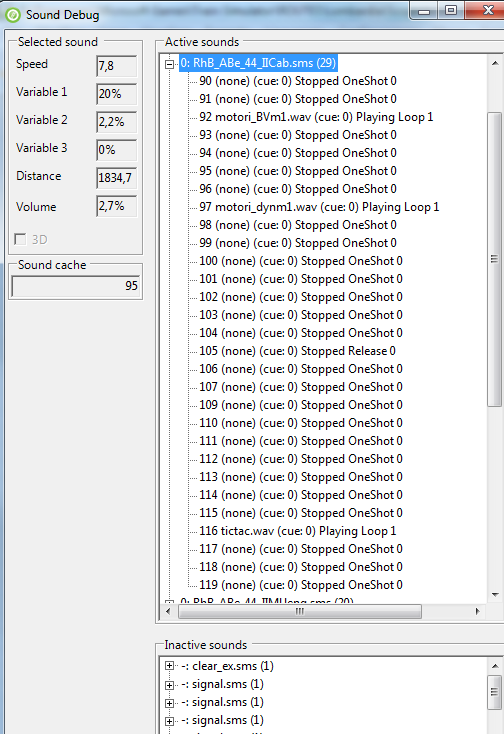 Sound Debug
Selected sound
Speed 7,8
Variable 1 20%
Variable 2 2,2%
Variable 3 0%
Distance 1834,7
Volume 2,7%
3D
Sound cache
95
Active sounds
0: RhB_ABe_44_IICab.sms (29)
90 (none) (cue: 0) Stopped OneShot 0
91 (none) (cue: 0) Stopped OneShot 0
92 motori_BVm1.wav (cue: 0) Playing Loop 1
93 (none) (cue: 0) Stopped OneShot 0
94 (none) (cue: 0) Stopped OneShot 0
95 (none) (cue: 0) Stopped OneShot 0
96 (none) (cue: 0) Stopped OneShot 0
97 motori_dynm1.wav (cue: 0) Playing Loop 1
98 (none) (cue: 0) Stopped OneShot 0
99 (none) (cue: 0) Stopped OneShot 0
100 (none) (cue: 0) Stopped OneShot 0
101 (none) (cue: 0) Stopped OneShot 0
102 (none) (cue: 0) Stopped OneShot 0
103 (none) (cue: 0) Stopped OneShot 0
104 (none) (cue: 0) Stopped OneShot 0
105 (none) (cue: 0) Stopped Release 0
106 (none) (cue: 0) Stopped OneShot 0
107 (none) (cue: 0) Stopped OneShot 0
109 (none) (cue: 0) Stopped OneShot 0
110 (none) (cue: 0) Stopped OneShot 0
111 (none) (cue: 0) Stopped OneShot 0
112 (none) (cue: 0) Stopped OneShot 0
113 (none) (cue: 0) Stopped OneShot 0
114 (none) (cue: 0) Stopped OneShot 0
115 (none) (cue: 0) Stopped OneShot 0
116 tictac.wav (cue: 0) Playing Loop 1
117 (none) (cue: 0) Stopped OneShot 0
118 (none) (cue: 0) Stopped OneShot 0
119 (none) (cue: 0) Stopped OneShot 0
0: RhB_ABe_44_IIMUeng.sms (20)
Inactive sounds
-: clear_ex.sms (1)
-: signal.sms (1)
-: signal.sms (1)
-: signal.sms (1)